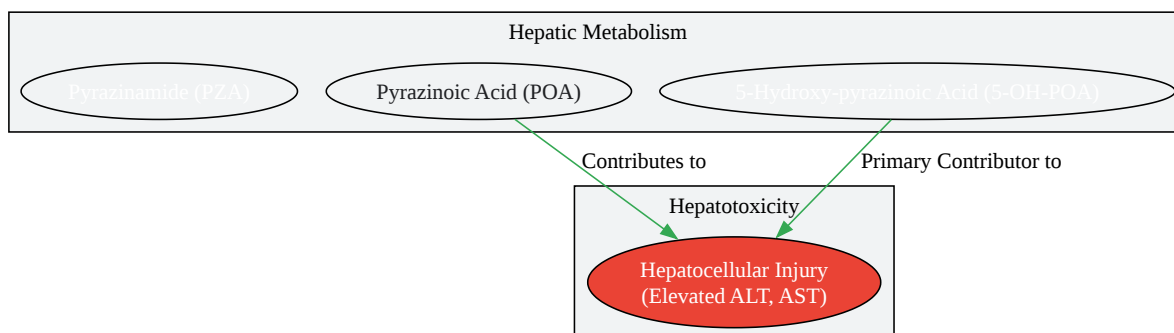 Hepatic Metabolism
Pyrazinamide (PZA)
Pyrazinoic Acid (POA)
5-Hydroxy-pyrazinoic Acid (5-OH-POA)
Contributes to
Primary Contributor to
Hepatotoxicity
Hepatocellular Injury
(Elevated ALT, AST)